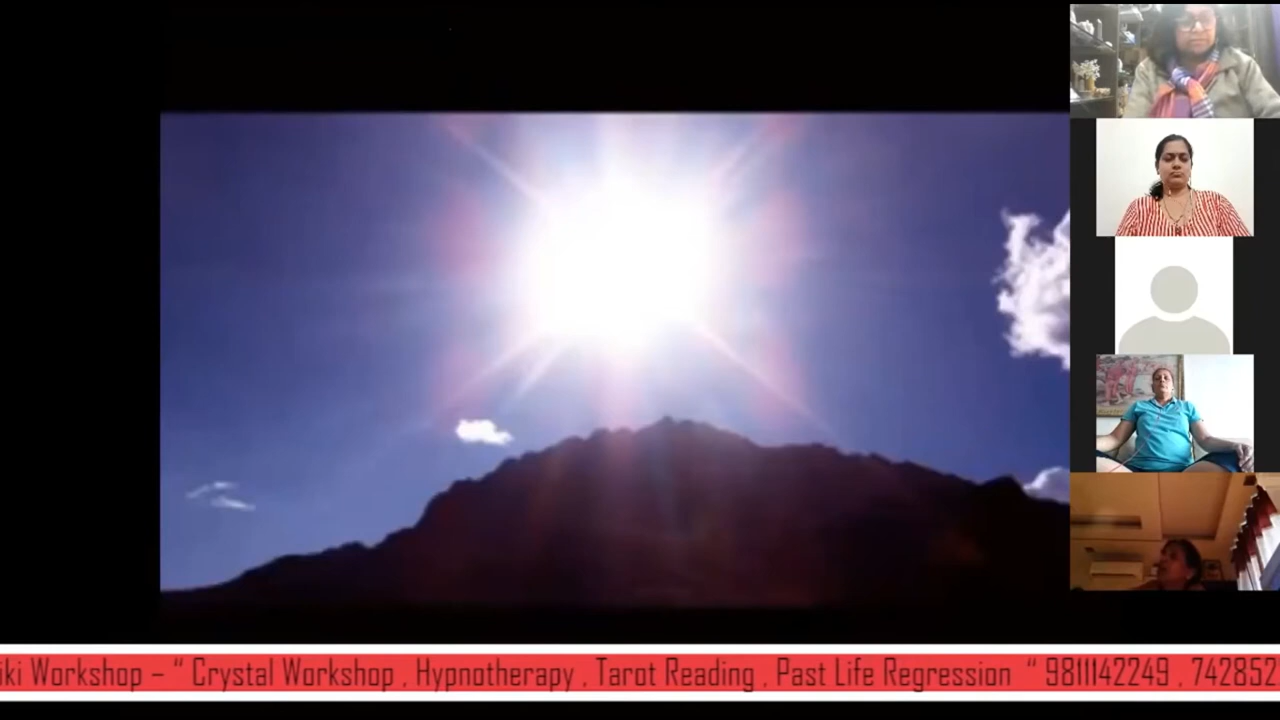 iki Workshop – “ Crystal Workshop , Hypnotherapy , Tarot Reading , Past Life Regression “ 9811142249 , 742852